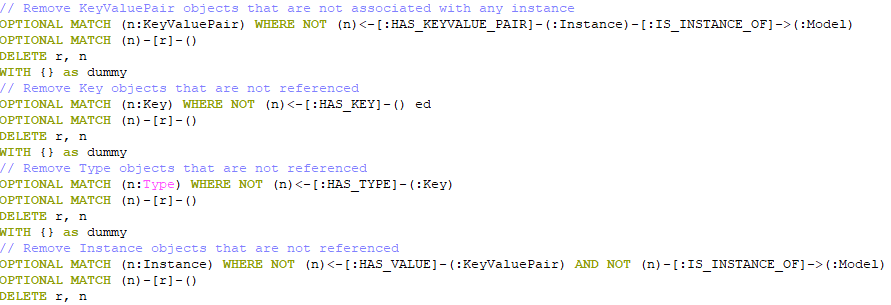 // Remove KeyValuePair objects that are not associated with any instance
OPTIONAL MATCH (n:KeyValuePair) WHERE NOT (n)<-[:HAS_KEYVALUE_PAIR]-(:Instance)-[:IS_INSTANCE_OF]->(:Model)
OPTIONAL MATCH (n)-[r]-()
DELETE r, n
WITH {} as dummy
// Remove Key objects that are not referenced
OPTIONAL MATCH (n:Key) WHERE NOT (n)<-[:HAS_KEY]-() ed
OPTIONAL MATCH (n)-[r]-()
DELETE r, n
WITH {} as dummy
// Remove Type objects that are not referenced
OPTIONAL MATCH (n:Type) WHERE NOT (n)<-[:HAS_TYPE]-(:Key)
OPTIONAL MATCH (n)-[r]-()
DELETE r, n
WITH {} as dummy
// Remove Instance objects that are not referenced
OPTIONAL MATCH (n:Instance) WHERE NOT (n)<-[:HAS_VALUE]-(:KeyValuePair) AND NOT (n)-[:IS_INSTANCE_OF]->(:Model)
OPTIONAL MATCH (n)-[r]-()
DELETE r, n